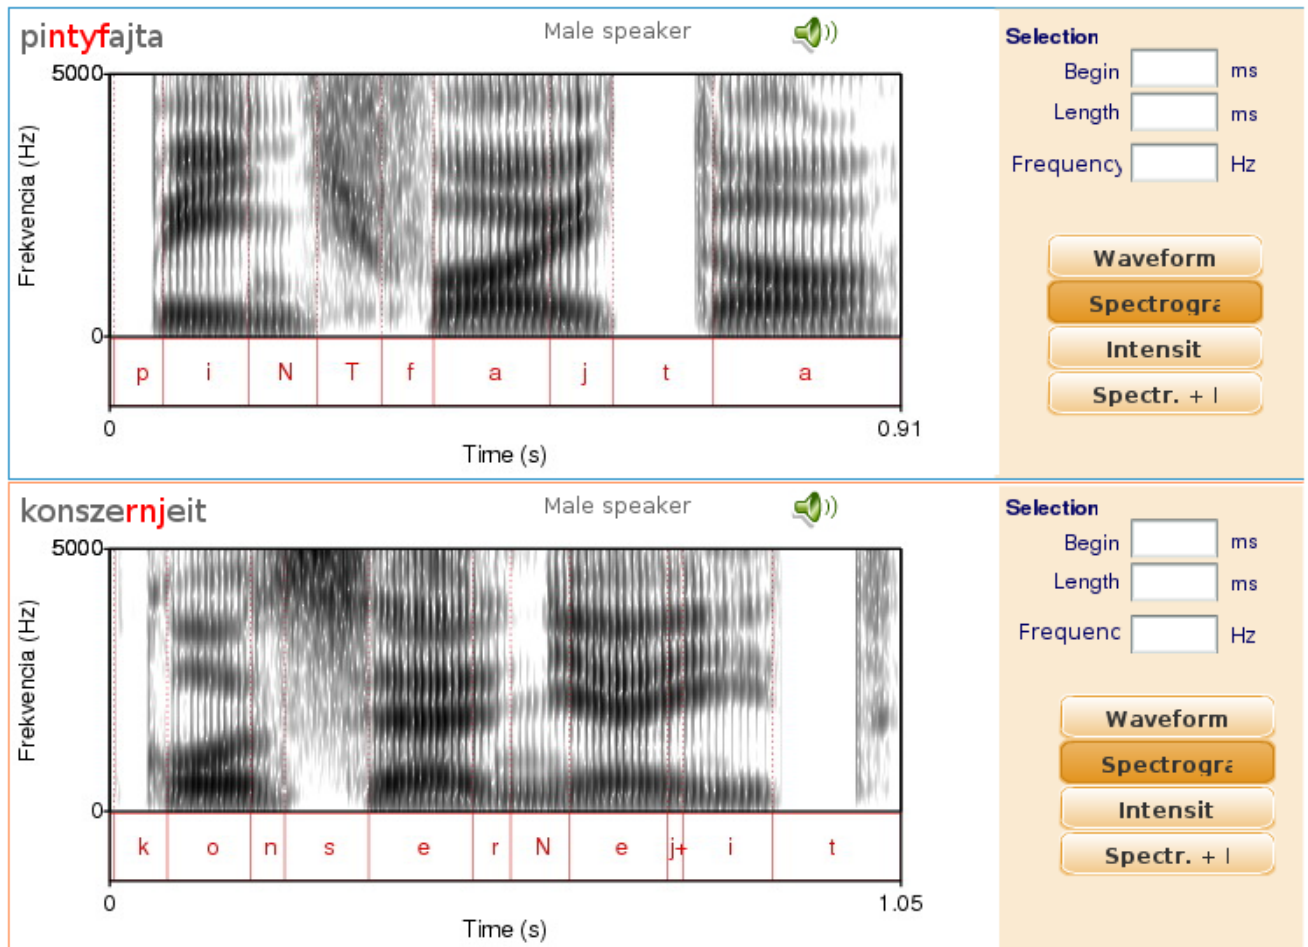 pintyfajta Male speaker
5000
Frekvencia (Hz)
0
p i N T f a j t a
0 0.91
Time (s)
Selection
Begin ms
Length ms
Frequency Hz
Waveform
Spectrogra
Intensit
Spectr. + I
konszernjeit Male speaker
5000
Frekvencia (Hz)
0
k o n s e r N e j+ i t
0 1.05
Time (s)
Selection
Begin ms
Length ms
Frequenc Hz
Waveform
Spectrogra
Intensit
Spectr. + I